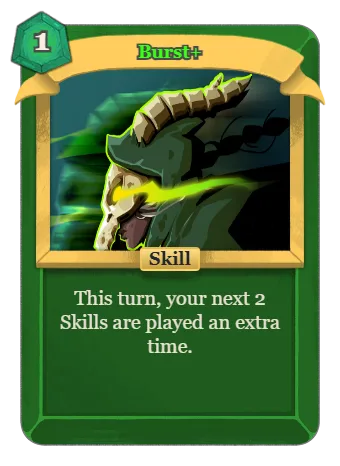 1
Burst+
Skill
This turn, your next 2
Skills are played an extra
time.